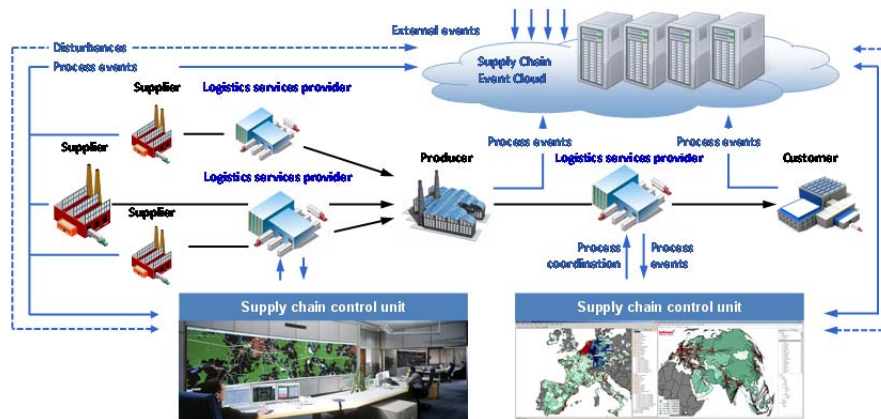 External events
Disturbances
Process events
Supply Chain
Event Cloud
Supplier
Logistics services provider
Supplier
Logistics services provider
Supplier
Producer
Process events
Logistics services provider
Process events
Customer
Process
coordination
Process
events
Supply chain control unit
Supply chain control unit